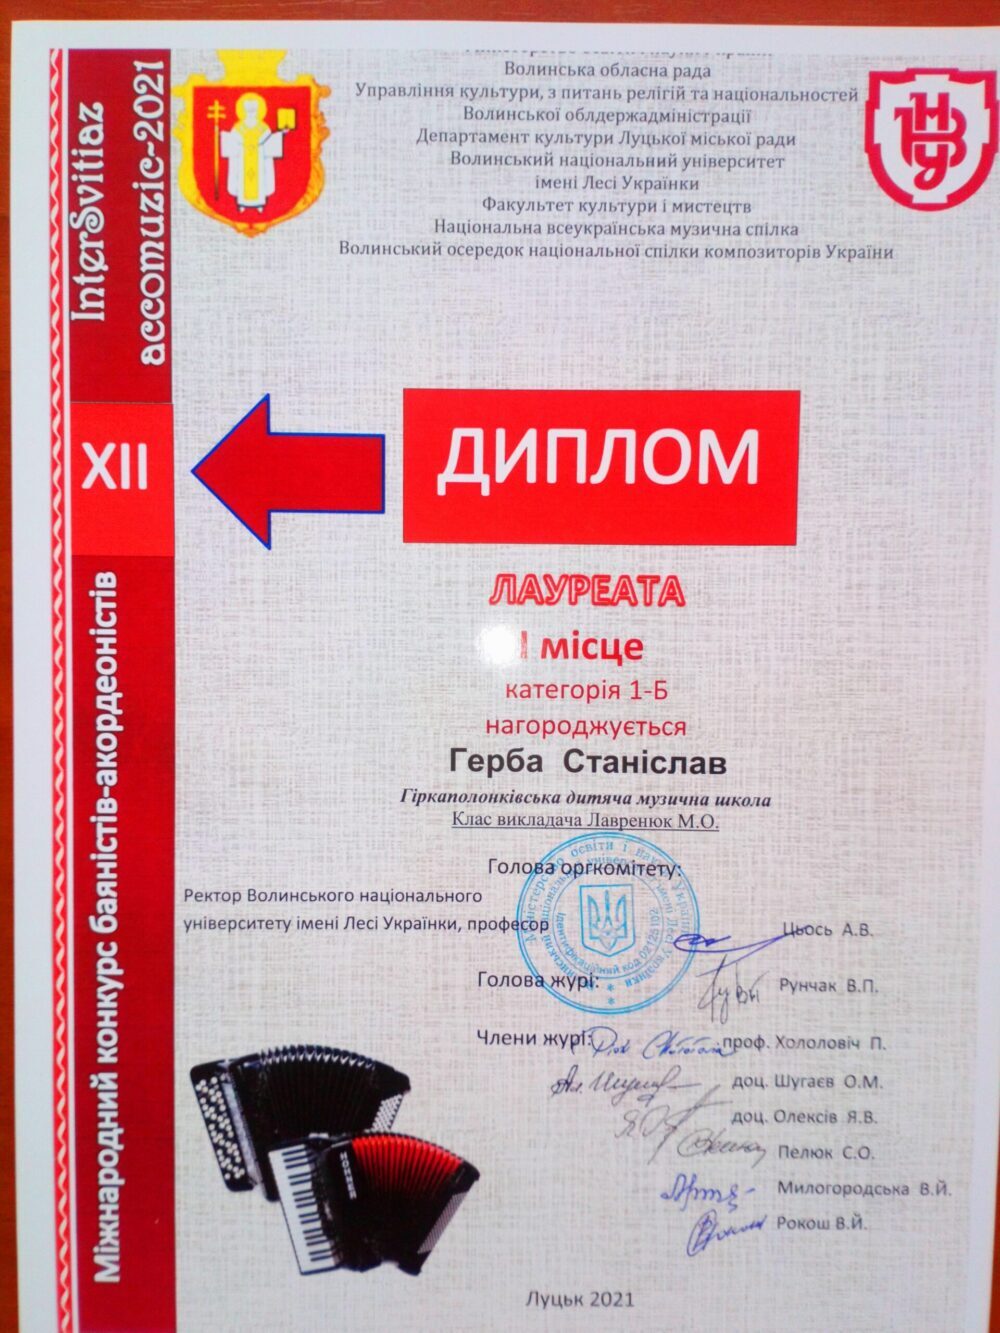 Волинська обласна рада
Управління культури, з питань релігій та національностей
Волинської облдержадміністрації
Департамент культури Луцької міської ради
Волинський національний університет
імені Лесі Українки
Факультет культури і мистецтв
Національна всеукраїнська музична спілка
Волинський осередок національної спілки композиторів України
InterSvitiaz
accomuzic-2021
XII
Міжнародний конкурс баяністів-акордеоністів
ДИПЛОМ
ЛАУРЕАТА
місце
категорія 1-Б
нагороджується
Герба Станіслав
Гіркаполонківська дитяча музична школа
Клас викладача Лавренюк М.О.
Голова оргкомітету:
Ректор Волинського національного
університету імені Лесі Українки, професор
Цьось А.В.
Голова журі:
Рунчак В.П.
Члени журі:
проф. Хололовіч П.
доц. Шугаєв О.М.
доц. Олексів Я.В.
Пелюк С.О.
Милогородська В.Й.
Рокош В.Й.
HOHNER
Луцьк 2021